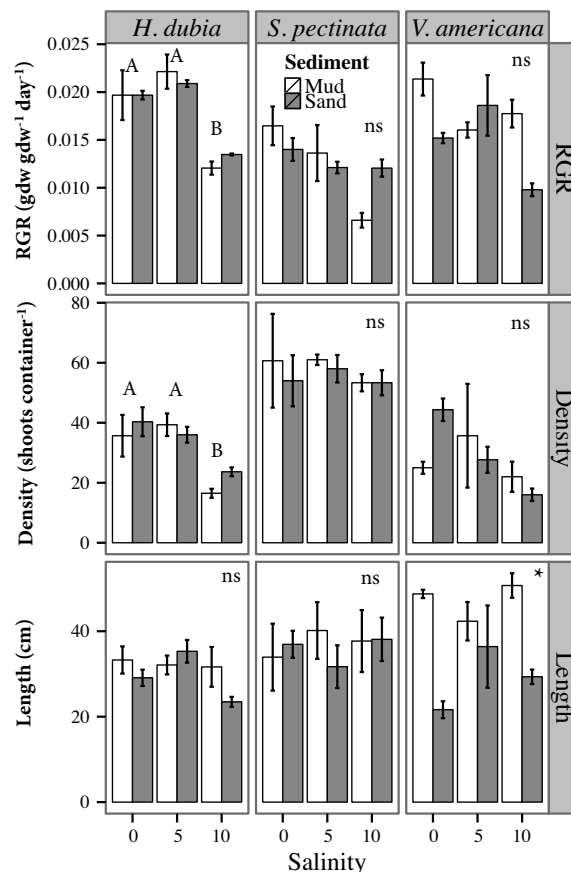 H. dubia S. pectinata V. americana
RGR (gdw gdw⁻¹ day⁻¹)
0.025
0.020
0.015
0.010
0.005
0.000
A A B
Sediment
Mud
Sand
ns
ns
RGR
Density (shoots container⁻¹)
80
60
40
20
0
A A B
ns
ns
Density
Length (cm)
40
20
0
ns
ns
*
Length
0 5 10 0 5 10 0 5 10
Salinity